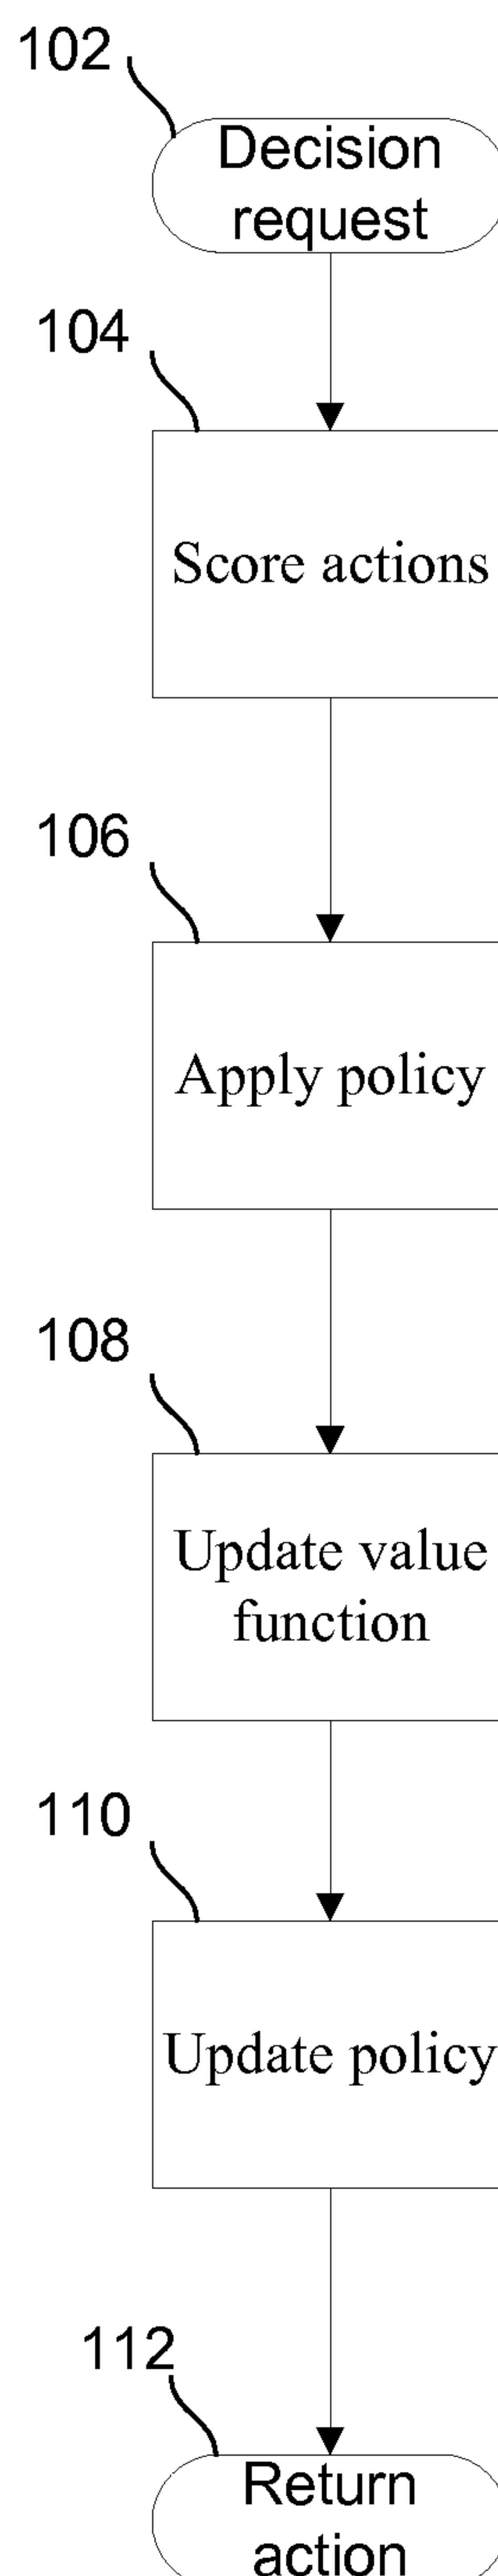 102
Decision
request
104
Score actions
106
Apply policy
108
Update value
function
110
Update policy
112
Return
action